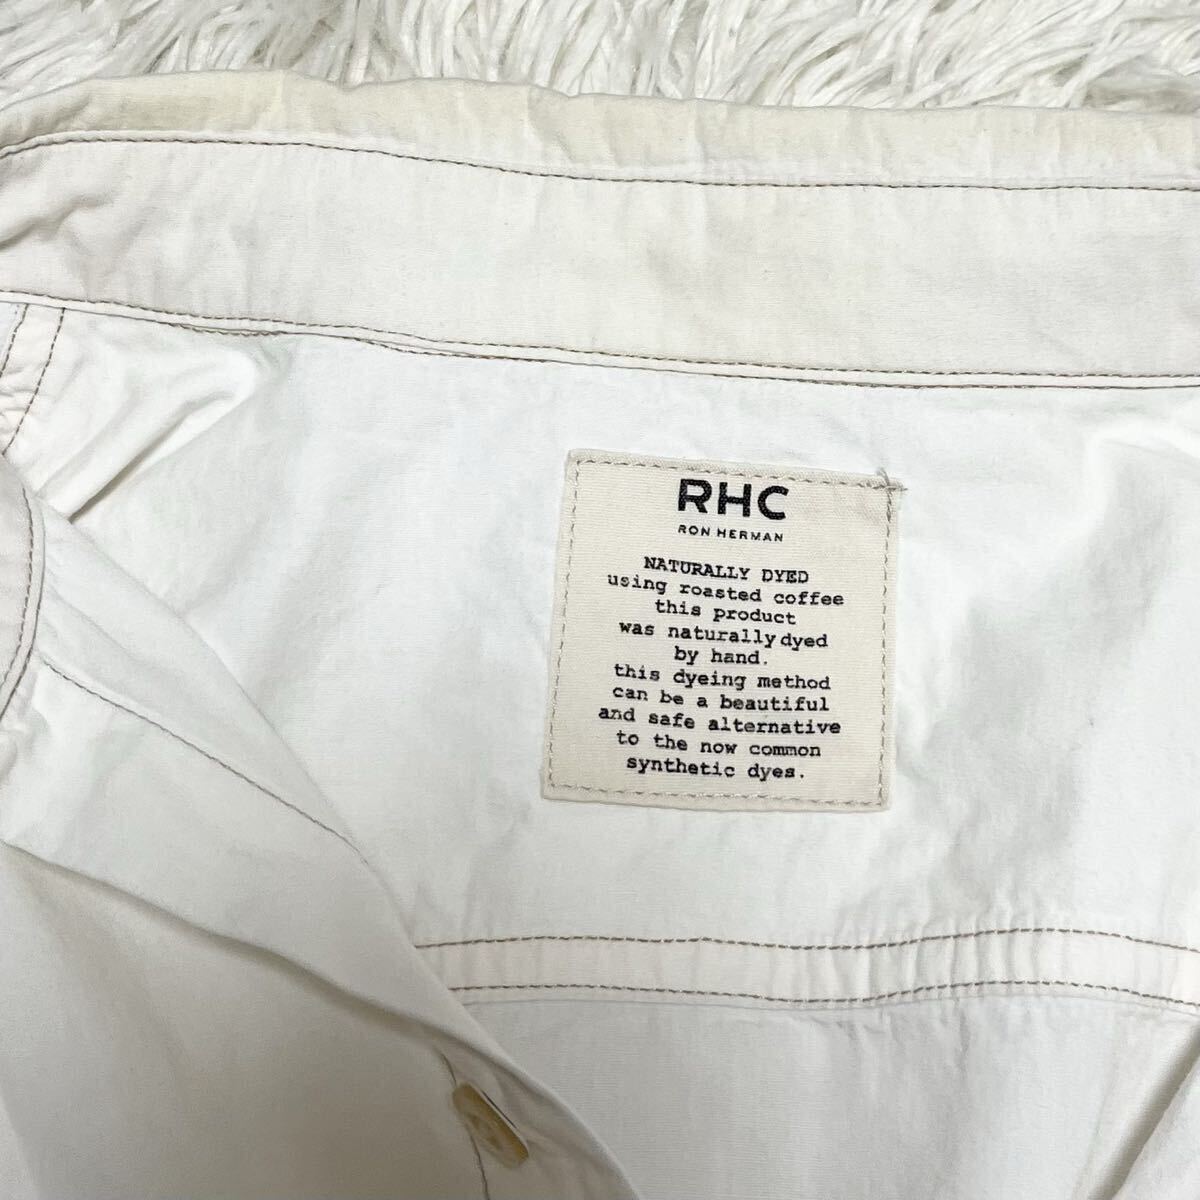 RHC
RON HERMAN
NATURALLY DYED
using roasted coffee
this product
was naturally dyed
by hand.
this dyeing method
can be a beautiful
and safe alternative
to the now common
synthetic dyes.